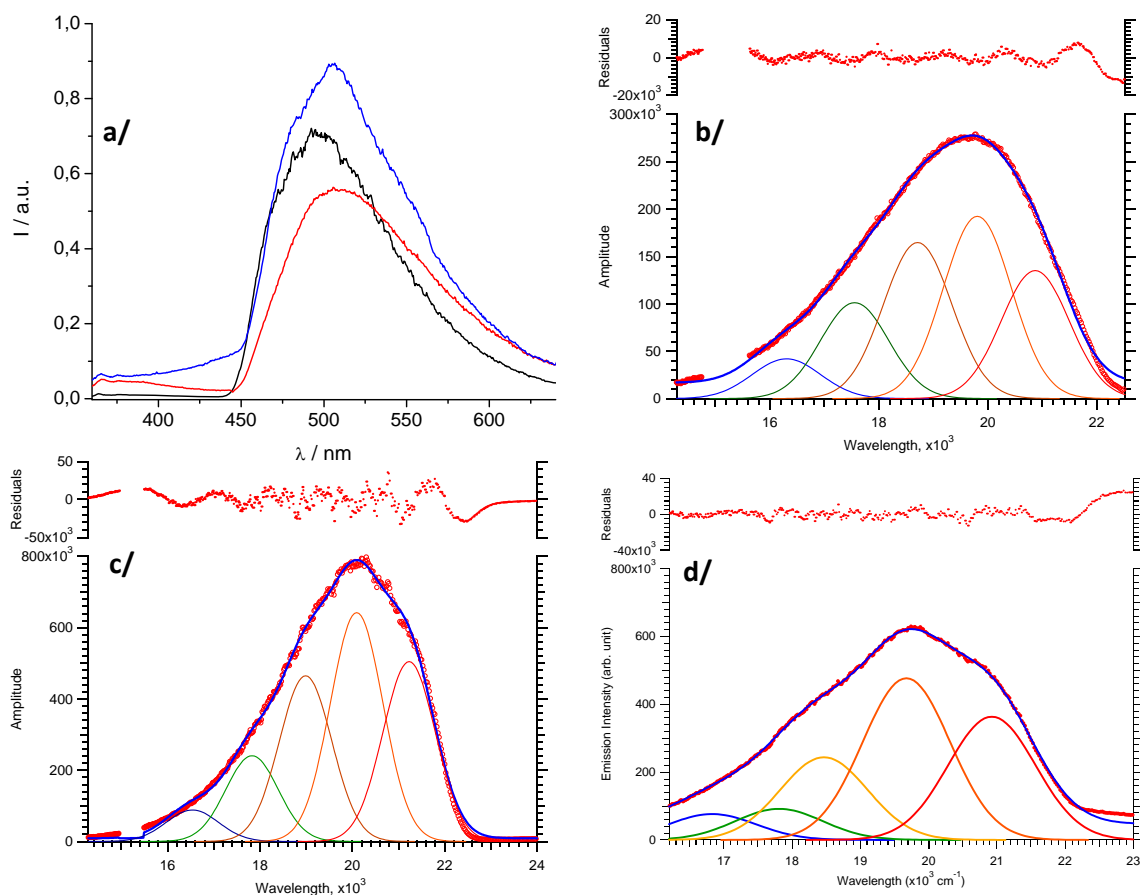 1,0
0,8
0,6
0,4
0,2
0,0
I / a.u.
a/
400 450 500 550 600
λ / nm
20
0
-20x10³
Residuals
b/
300x10³
250
200
150
100
50
0
Amplitude
16 18 20 22
Wavelength, x10³
50
0
-50x10³
Residuals
c/
800x10³
600
400
200
0
Amplitude
16 18 20 22 24
Wavelength, x10³
40
0
-40x10³
Residuals
d/
800x10³
600
400
200
0
Emission Intensity (arb. unit)
17 18 19 20 21 22 23
Wavelength (x10³ cm⁻¹)